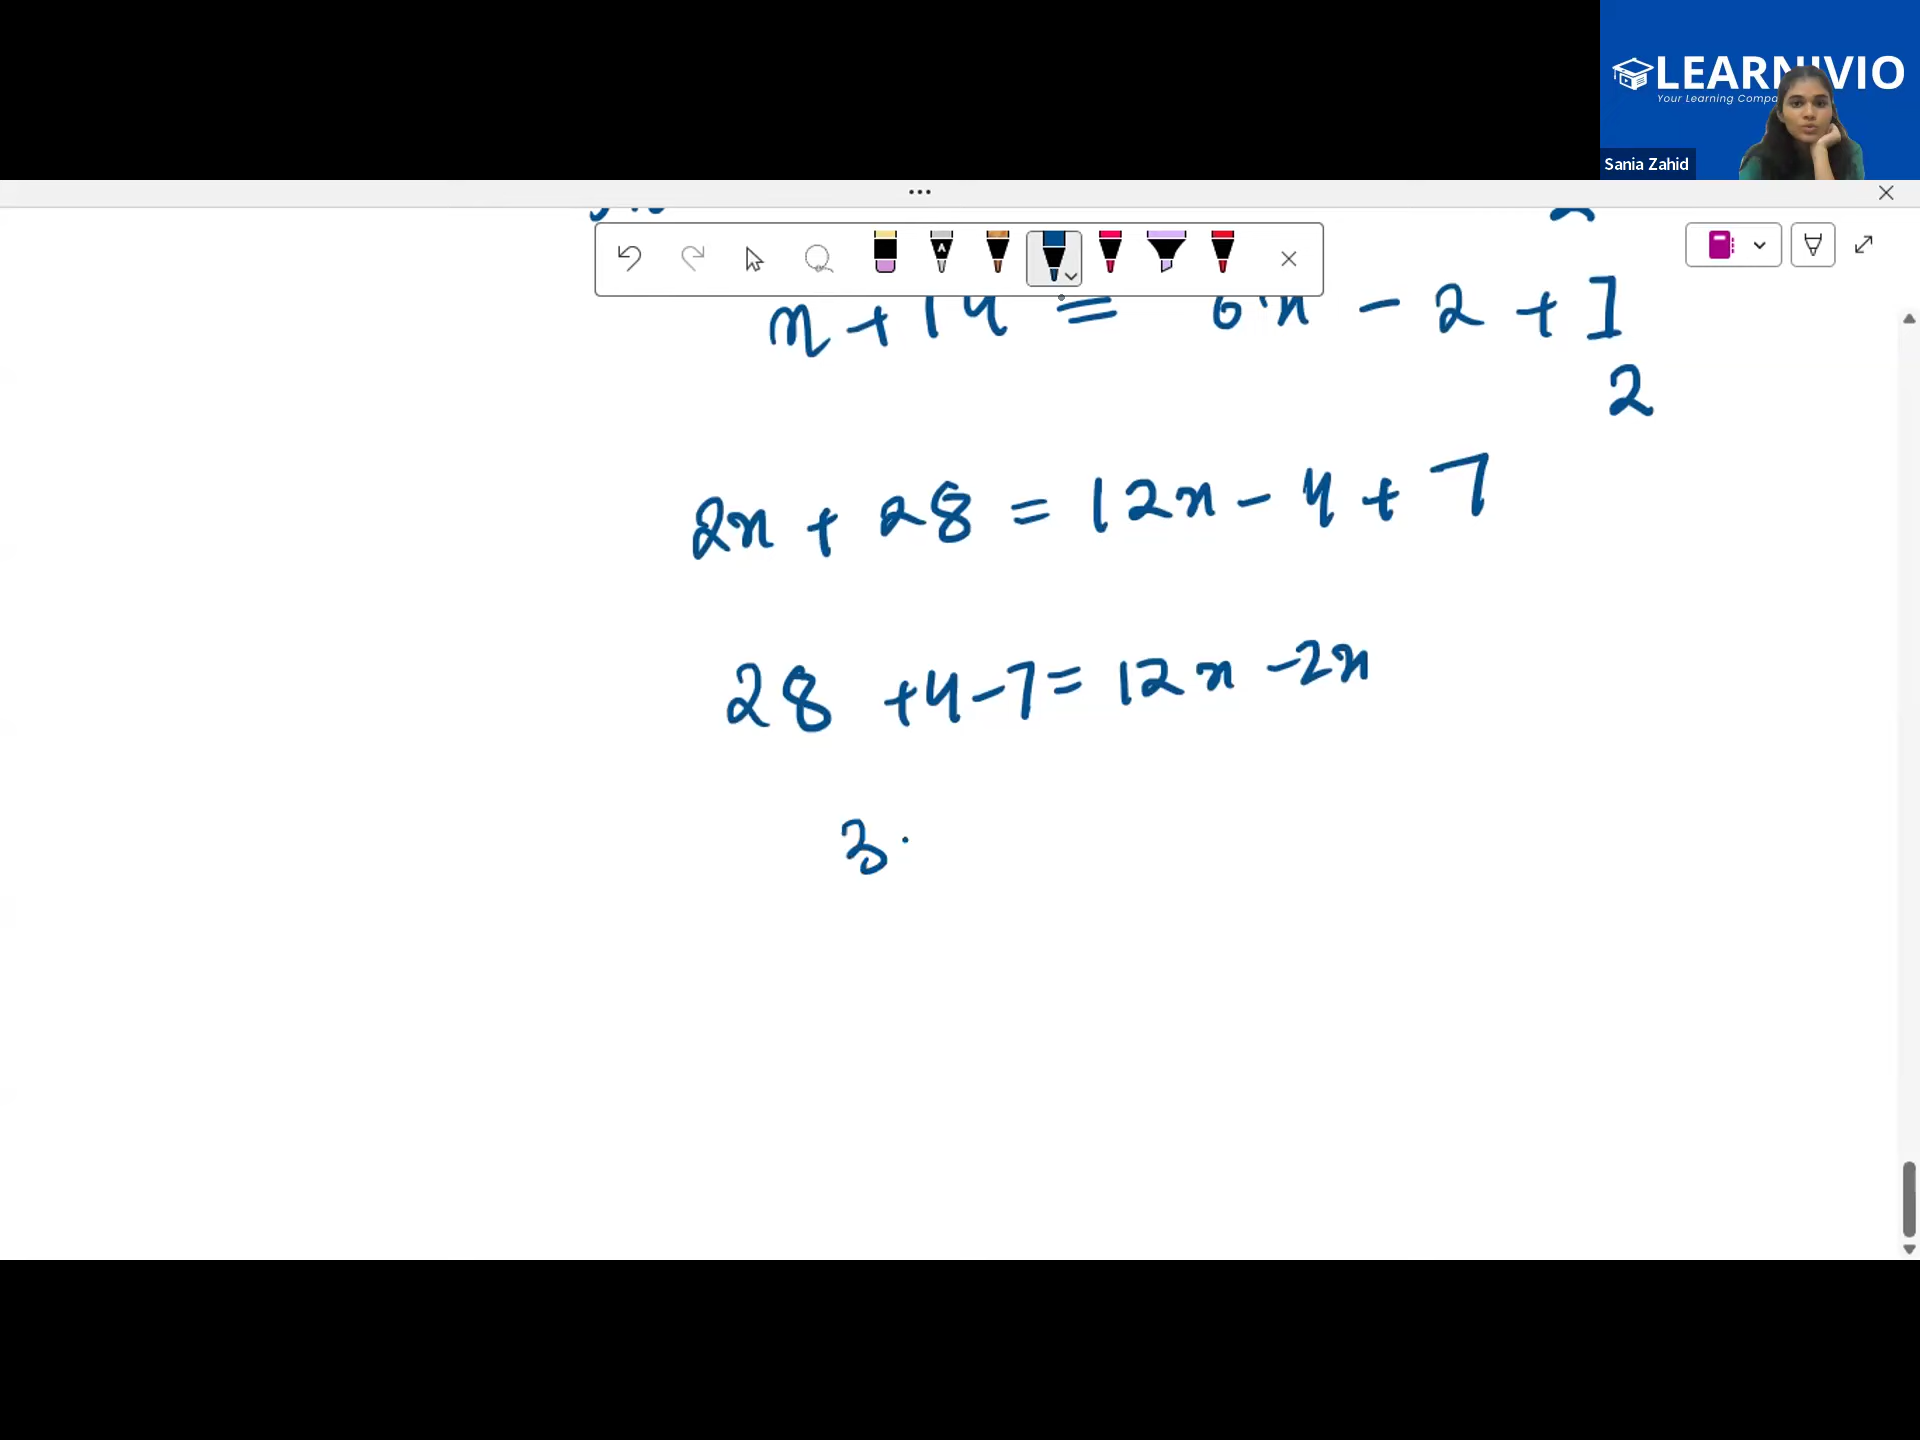 LEARNIVIO
Your Learning Compa
Sania Zahid
A
x + 14 = 6x - 2 + 7
2
2x + 28 = 12x - 4 + 7
28 + 4 - 7 = 12x - 2x
3.